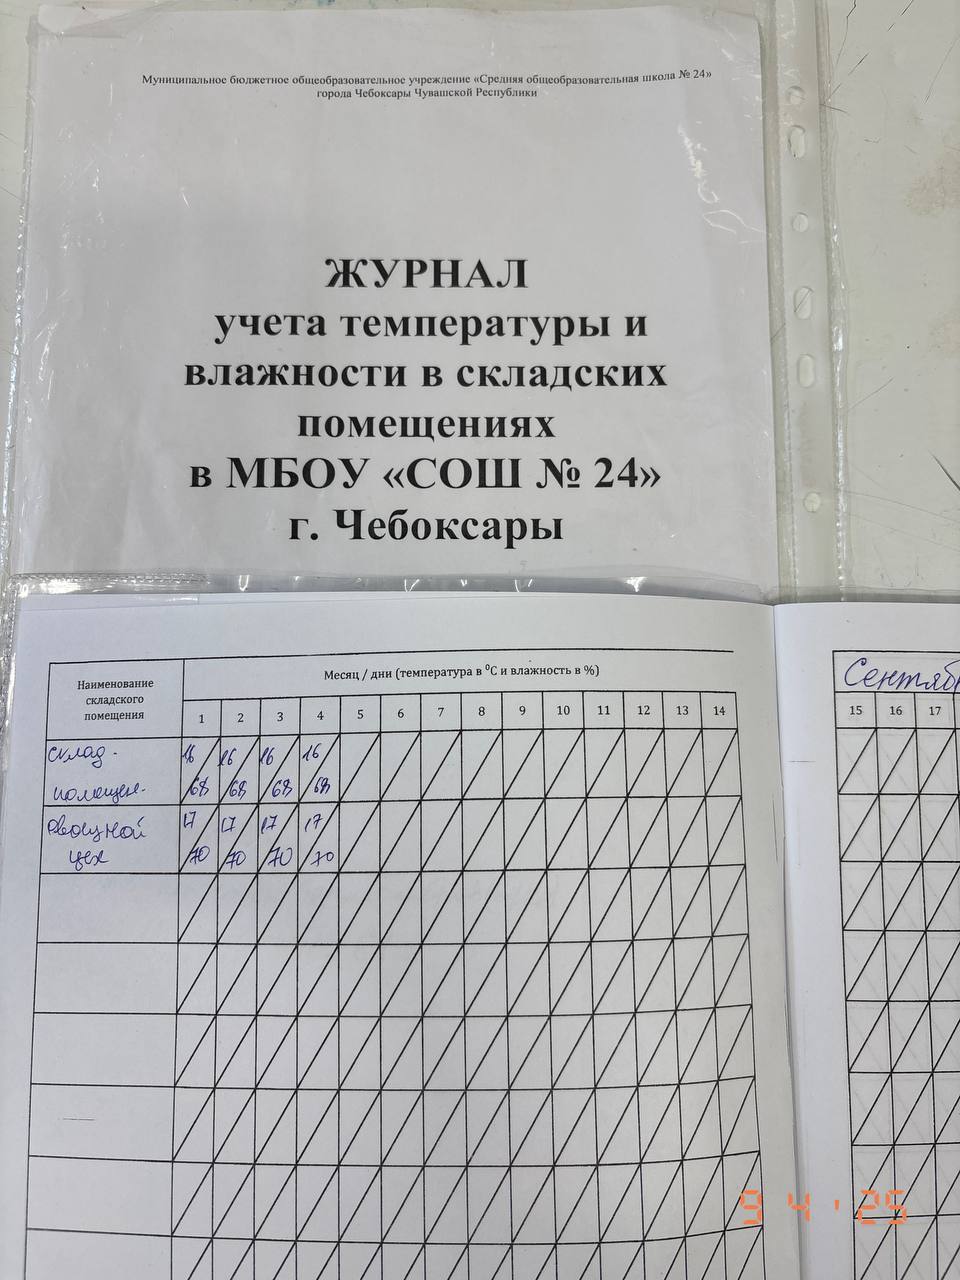 Муниципальное бюджетное общеобразовательное учреждение «Средняя общеобразовательная школа № 24»
города Чебоксары Чувашской Республики
ЖУРНАЛ
учета температуры и
влажности в складских
помещениях
в МБОУ «СОШ № 24»
г. Чебоксары
Наименование
складского
помещения
Месяц / дни (температура в ⁰С и влажность в %)
1 2 3 4 5 6 7 8 9 10 11 12 13 14
склад.
помещен.
16 16 16 16
68 68 68 68
Овощной
цех
17 17 17 17
70 70 70 70
Сентяб
15 16 17
9 4 '25